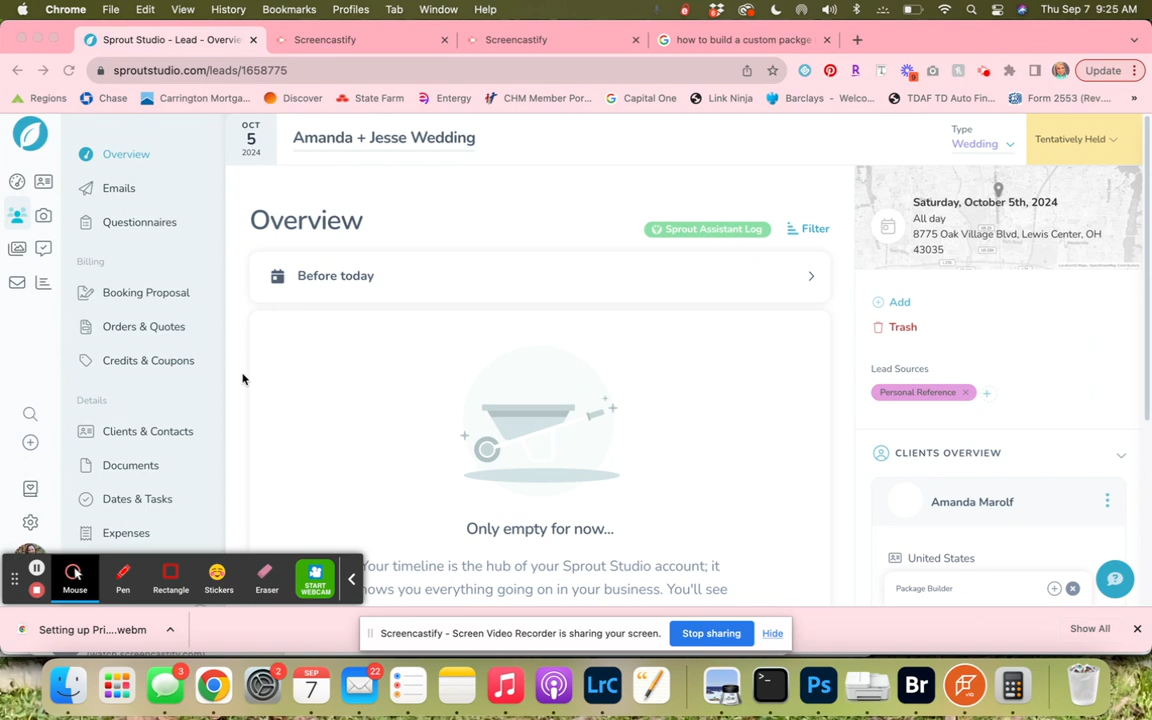 Chrome File Edit View History Bookmarks Profiles Tab Window Help Thu Sep 7 9:25 AM
Sprout Studio - Lead - Overvie Screencastify Screencastify how to build a custom packge
sproutstudio.com/leads/1658775 Update
Regions Chase Carrington Mortga... Discover State Farm Entergy CHM Member Por... Capital One Link Ninja Barclays - Welco... TDAF TD Auto Fin... Form 2553 (Rev.... »
OCT
5
2024
Amanda + Jesse Wedding
Type
Wedding
Tentatively Held
Overview
Emails
Questionnaires
Billing
Booking Proposal
Orders & Quotes
Credits & Coupons
Details
Clients & Contacts
Documents
Dates & Tasks
Expenses
Overview
Sprout Assistant Log
Filter
Before today
Only empty for now...
Your timeline is the hub of your Sprout Studio account; it
ows you everything going on in your business. You'll see
Saturday, October 5th, 2024
All day
8775 Oak Village Blvd, Lewis Center, OH
43035
Add
Trash
Lead Sources
Personal Reference
CLIENTS OVERVIEW
Amanda Marolf
United States
Package Builder
Mouse Pen Rectangle Stickers Eraser START
WEBCAM
Setting up Pri....webm
Screencastify - Screen Video Recorder is sharing your screen. Stop sharing Hide
Show All
3 2 SEP
7 22 LrC Ps Br